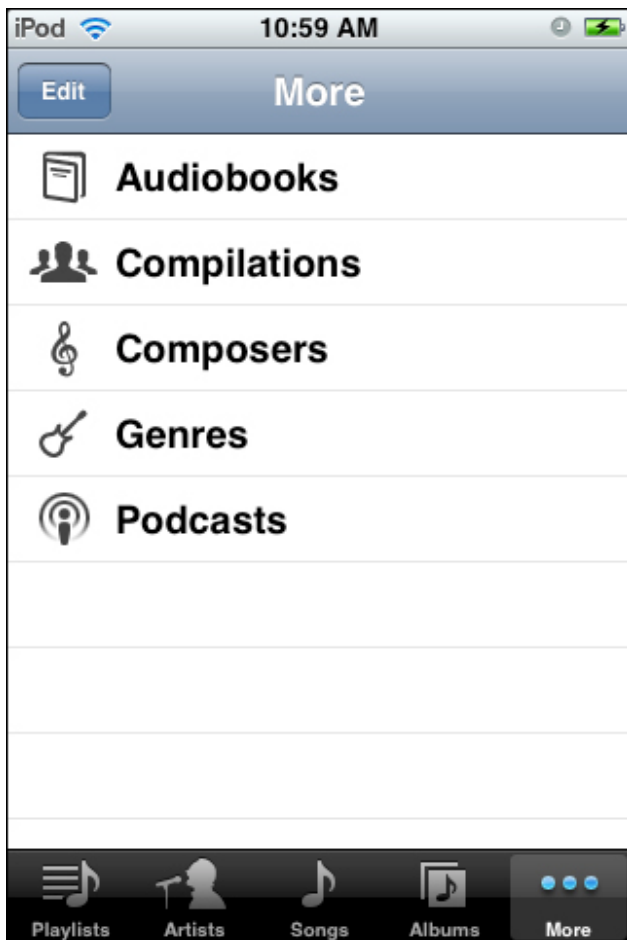 iPod 10:59 AM
Edit More
Audiobooks
Compilations
Composers
Genres
Podcasts
Playlists Artists Songs Albums More